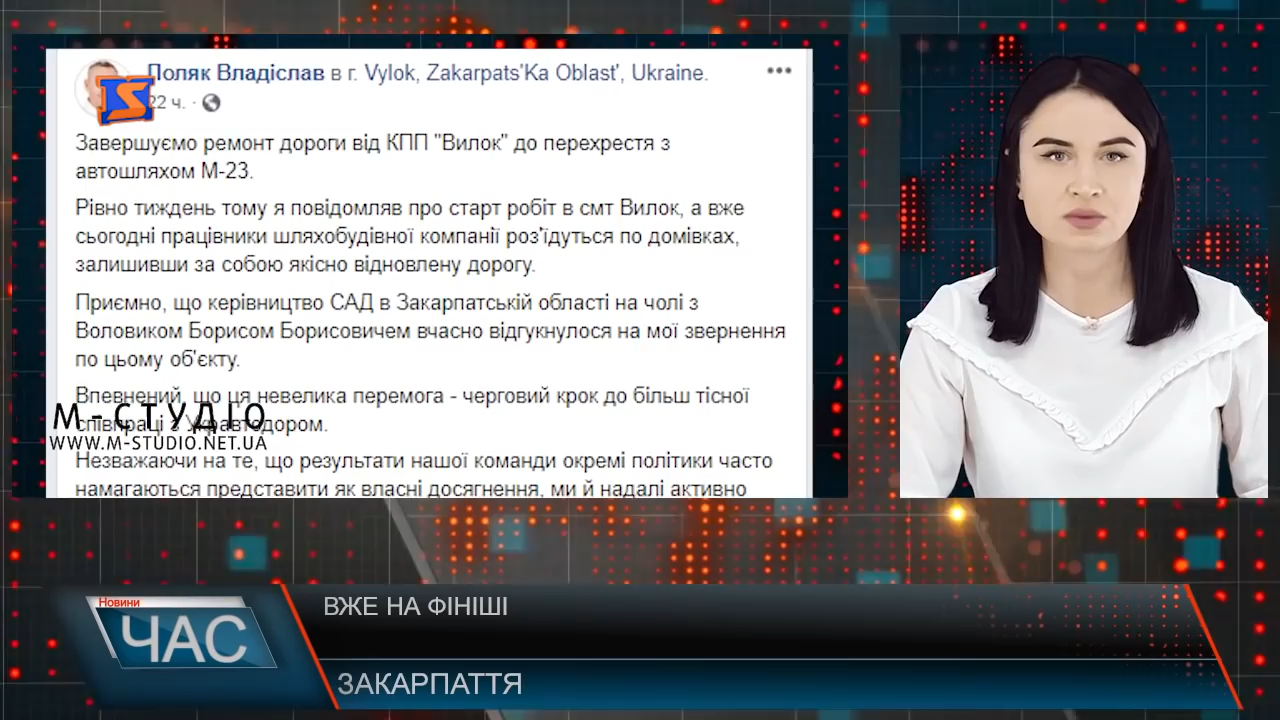 Поляк Владіслав в г. Vylok, Zakarpats'Ka Oblast', Ukraine.
22 ч.
Завершуємо ремонт дороги від КПП "Вилок" до перехрестя з
автошляхом М-23.
Рівно тиждень тому я повідомляв про старт робіт в смт Вилок, а вже
сьогодні працівники шляхобудівної компанії роз'їдуться по домівках,
залишивши за собою якісно відновлену дорогу.
Приємно, що керівництво САД в Закарпатській області на чолі з
Воловиком Борисом Борисовичем вчасно відгукнулося на мої звернення
по цьому об'єкту.
Впевнений, що ця невелика перемога - черговий крок до більш тісної
співпраці з Укравтодором.
М-СТУДІО
WWW.M-STUDIO.NET.UA
Незважаючи на те, що результати нашої команди окремі політики часто
намагаються представити як власні досягнення, ми й надалі активно
Новини
ЧАС
ВЖЕ НА ФІНІШІ
ЗАКАРПАТТЯ